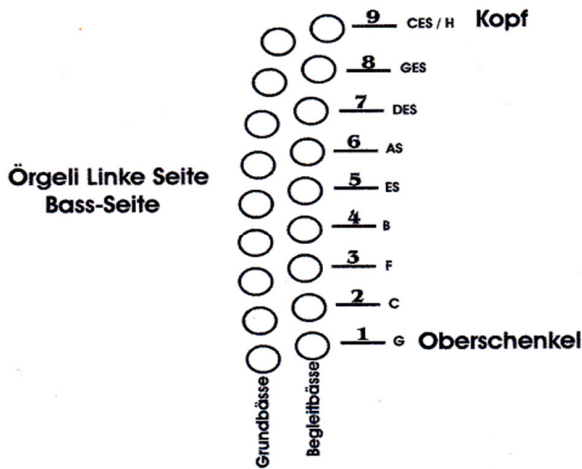 9 CES / H Kopf
8 GES
7 DES
6 AS
Örgeli Linke Seite
Bass-Seite
5 ES
4 B
3 F
2 C
1 G Oberschenkel
Grundbässe
Begleitbässe